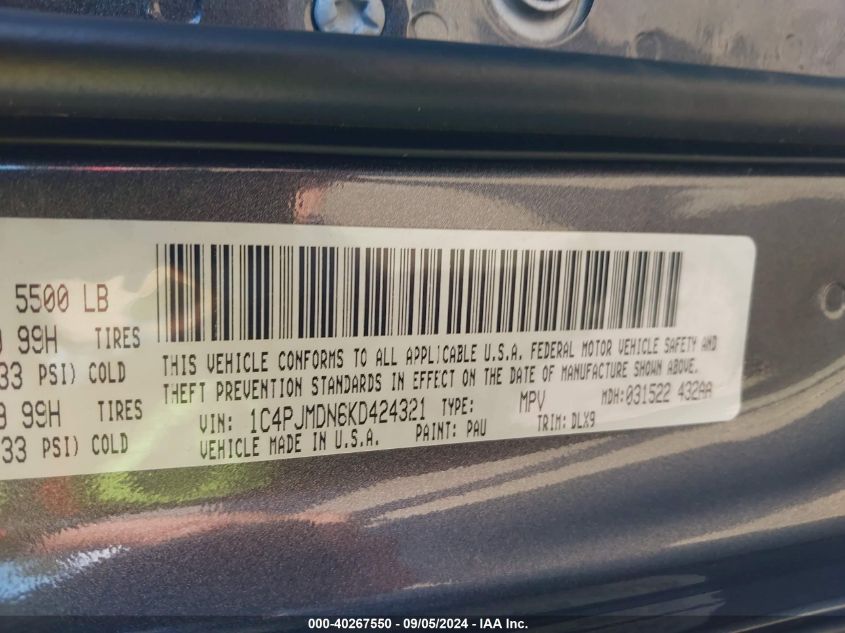 5500 LB
99H TIRES
33 PSI) COLD
99H TIRES
33 PSI) COLD
THIS VEHICLE CONFORMS TO ALL APPLICABLE U.S.A. FEDERAL MOTOR VEHICLE SAFETY AND
THEFT PREVENTION STANDARDS IN EFFECT ON THE DATE OF MANUFACTURE SHOWN ABOVE.
VIN: 1C4PJMDN6KD424321 TYPE: MPV MDH:031522 432AA
VEHICLE MADE IN U.S.A. PAINT: PAU TRIM: DLX9
000-40267550 - 09/05/2024 - IAA Inc.